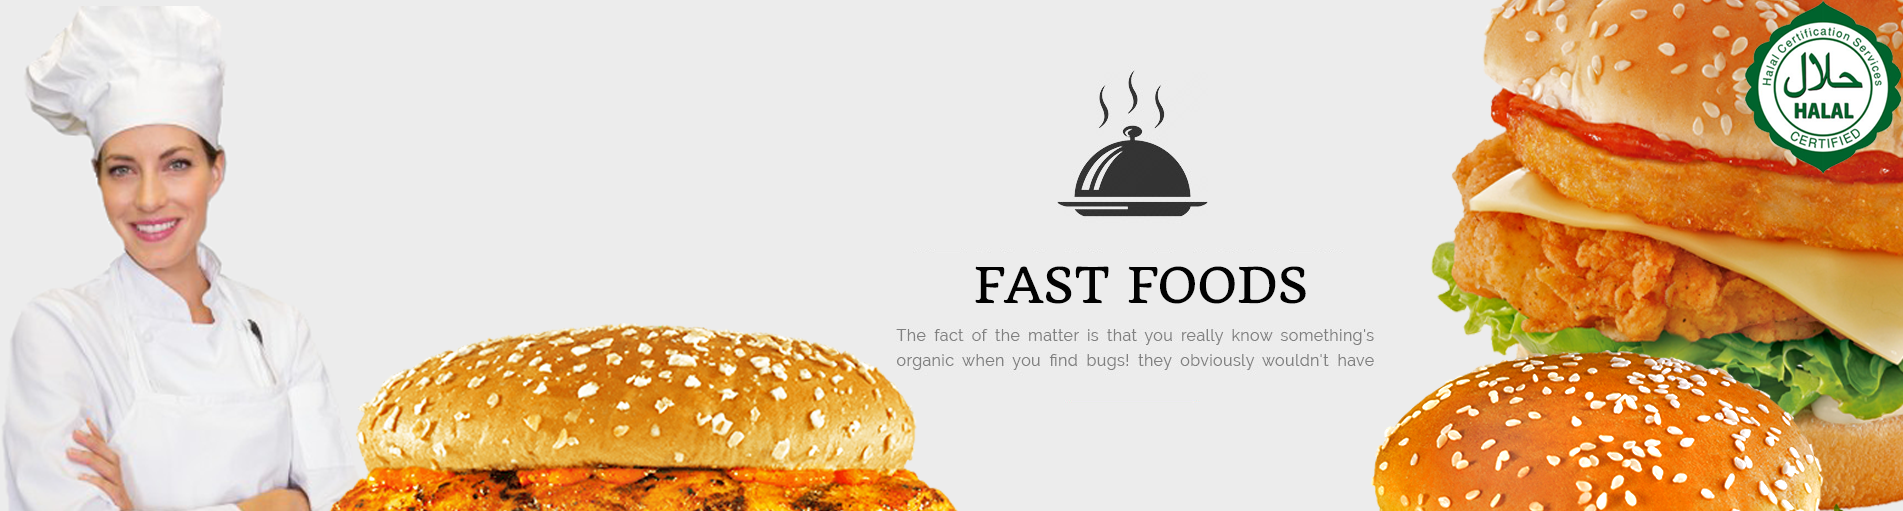 FAST FOODS
The fact of the matter is that you really know something's
organic when you find bugs! they obviously wouldn't have
Halal Certification Services
حلال
HALAL
CERTIFIED